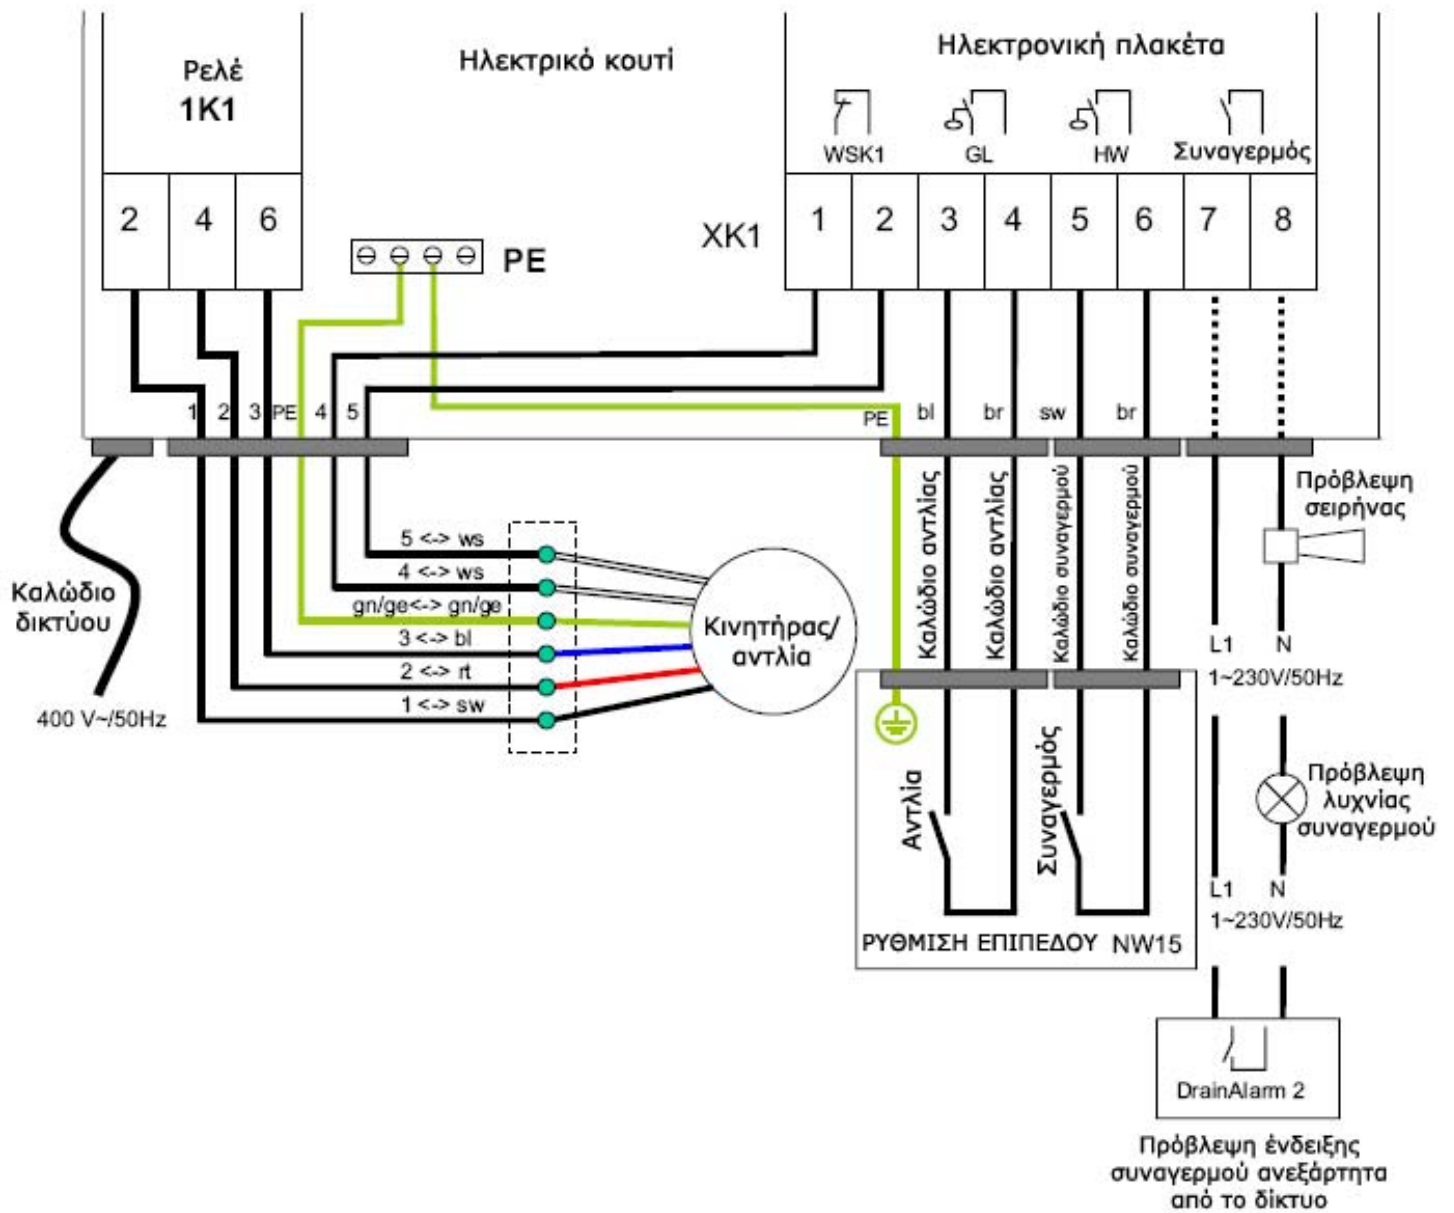 Ρελέ
1K1
Ηλεκτρικό κουτί
Ηλεκτρονική πλακέτα
WSK1
GL
HW
Συναγερμός
2 4 6
PE
XK1
1 2 3 4 5 6 7 8
1 2 3 PE 4 5
PE bl br sw br
Καλώδιο αντλίας
Καλώδιο αντλίας
Καλώδιο συναγερμού
Καλώδιο συναγερμού
Πρόβλεψη
σειρήνας
Καλώδιο
δικτύου
400 V~/50Hz
5 <-> ws
4 <-> ws
gn/ge<-> gn/ge
3 <-> bl
2 <-> rt
1 <-> sw
Κινητήρας/
αντλία
L1 N
1~230V/50Hz
Αντλία
Συναγερμός
ΡΥΘΜΙΣΗ ΕΠΙΠΕΔΟΥ NW15
Πρόβλεψη
λυχνίας
συναγερμού
L1 N
1~230V/50Hz
DrainAlarm 2
Πρόβλεψη ένδειξης
συναγερμού ανεξάρτητα
από το δίκτυο